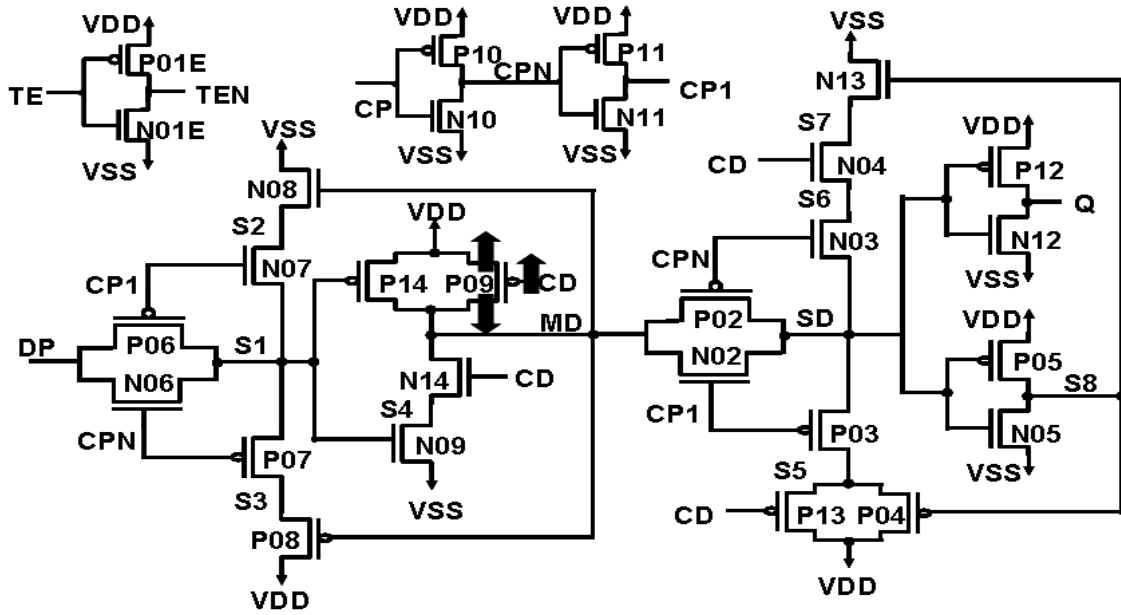 VDD
P01E
TE
TEN
N01E
VSS
VDD
P10
CPN
CP
N10
VSS
VDD
P11
CP1
N11
VSS
VSS
N13
S7
CD
N04
S6
N03
CPN
VDD
P12
Q
N12
VSS
VSS
N08
S2
N07
CP1
VDD
P14
P09
CD
DP
P06
S1
N06
CPN
P07
S3
P08
VDD
MD
N14
CD
S4
N09
VSS
P02
SD
N02
CP1
P03
S5
CD
P13
P04
VDD
VDD
P05
S8
N05
VSS